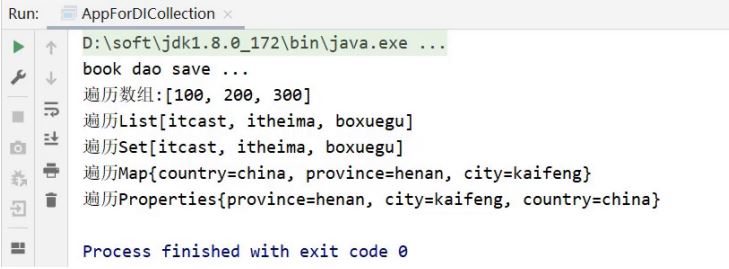 Run: AppForDICollection ×
D:\soft\jdk1.8.0_172\bin\java.exe ...
book dao save ...
遍历数组:[100, 200, 300]
遍历List[itcast, itheima, boxuegu]
遍历Set[itcast, itheima, boxuegu]
遍历Map{country=china, province=henan, city=kaifeng}
遍历Properties{province=henan, city=kaifeng, country=china}
Process finished with exit code 0